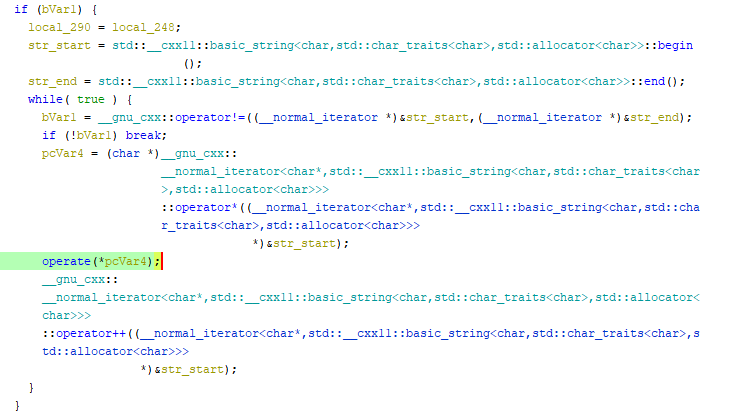 if (bVar1) {
local_290 = local_248;
str_start = std::__cxx11::basic_string<char,std::char_traits<char>,std::allocator<char>>::begin
();
str_end = std::__cxx11::basic_string<char,std::char_traits<char>,std::allocator<char>>::end();
while( true ) {
bVar1 = __gnu_cxx::operator!=((__normal_iterator *)&str_start,(__normal_iterator *)&str_end);
if (!bVar1) break;
pcVar4 = (char *)__gnu_cxx::
__normal_iterator<char*,std::__cxx11::basic_string<char,std::char_traits<char
>,std::allocator<char>>>
::operator*((__normal_iterator<char*,std::__cxx11::basic_string<char,std::cha
r_traits<char>,std::allocator<char>>>
*)&str_start);
operate(*pcVar4);
__gnu_cxx::
__normal_iterator<char*,std::__cxx11::basic_string<char,std::char_traits<char>,std::allocator<
char>>>
::operator++((__normal_iterator<char*,std::__cxx11::basic_string<char,std::char_traits<char>,s
td::allocator<char>>>
*)&str_start);
}
}